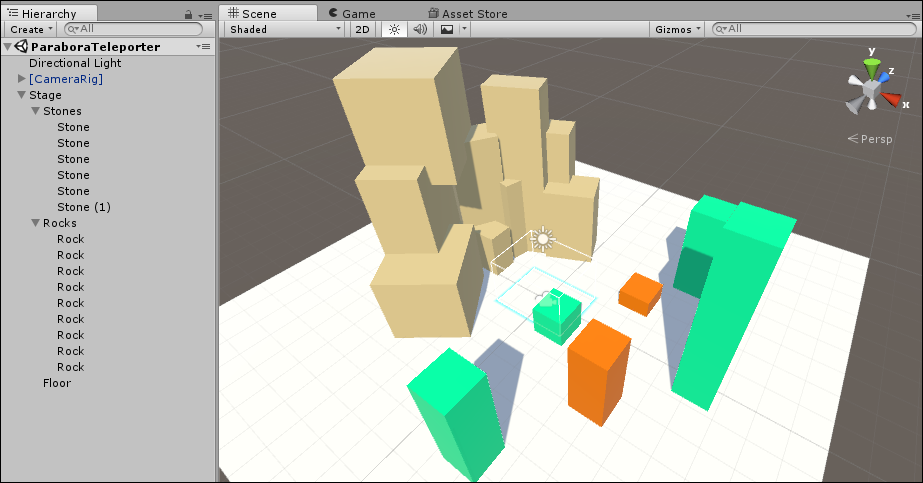 Hierarchy
Create
All
ParaboraTeleporter
Directional Light
[CameraRig]
Stage
Stones
Stone
Stone
Stone
Stone
Stone
Stone (1)
Rocks
Rock
Rock
Rock
Rock
Rock
Rock
Rock
Rock
Rock
Floor
Scene Game Asset Store
Shaded 2D Gizmos All
y
z
x
Persp